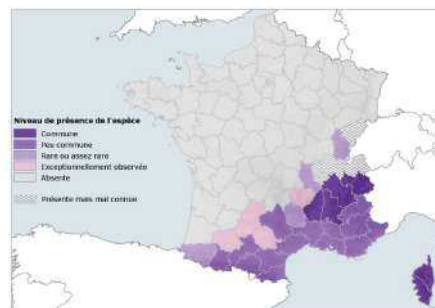 Niveau de présence de l'espèce
Commune
Peu commune
Rare ou assez rare
Exceptionnellement observée
Absente
Présente mais mal connue